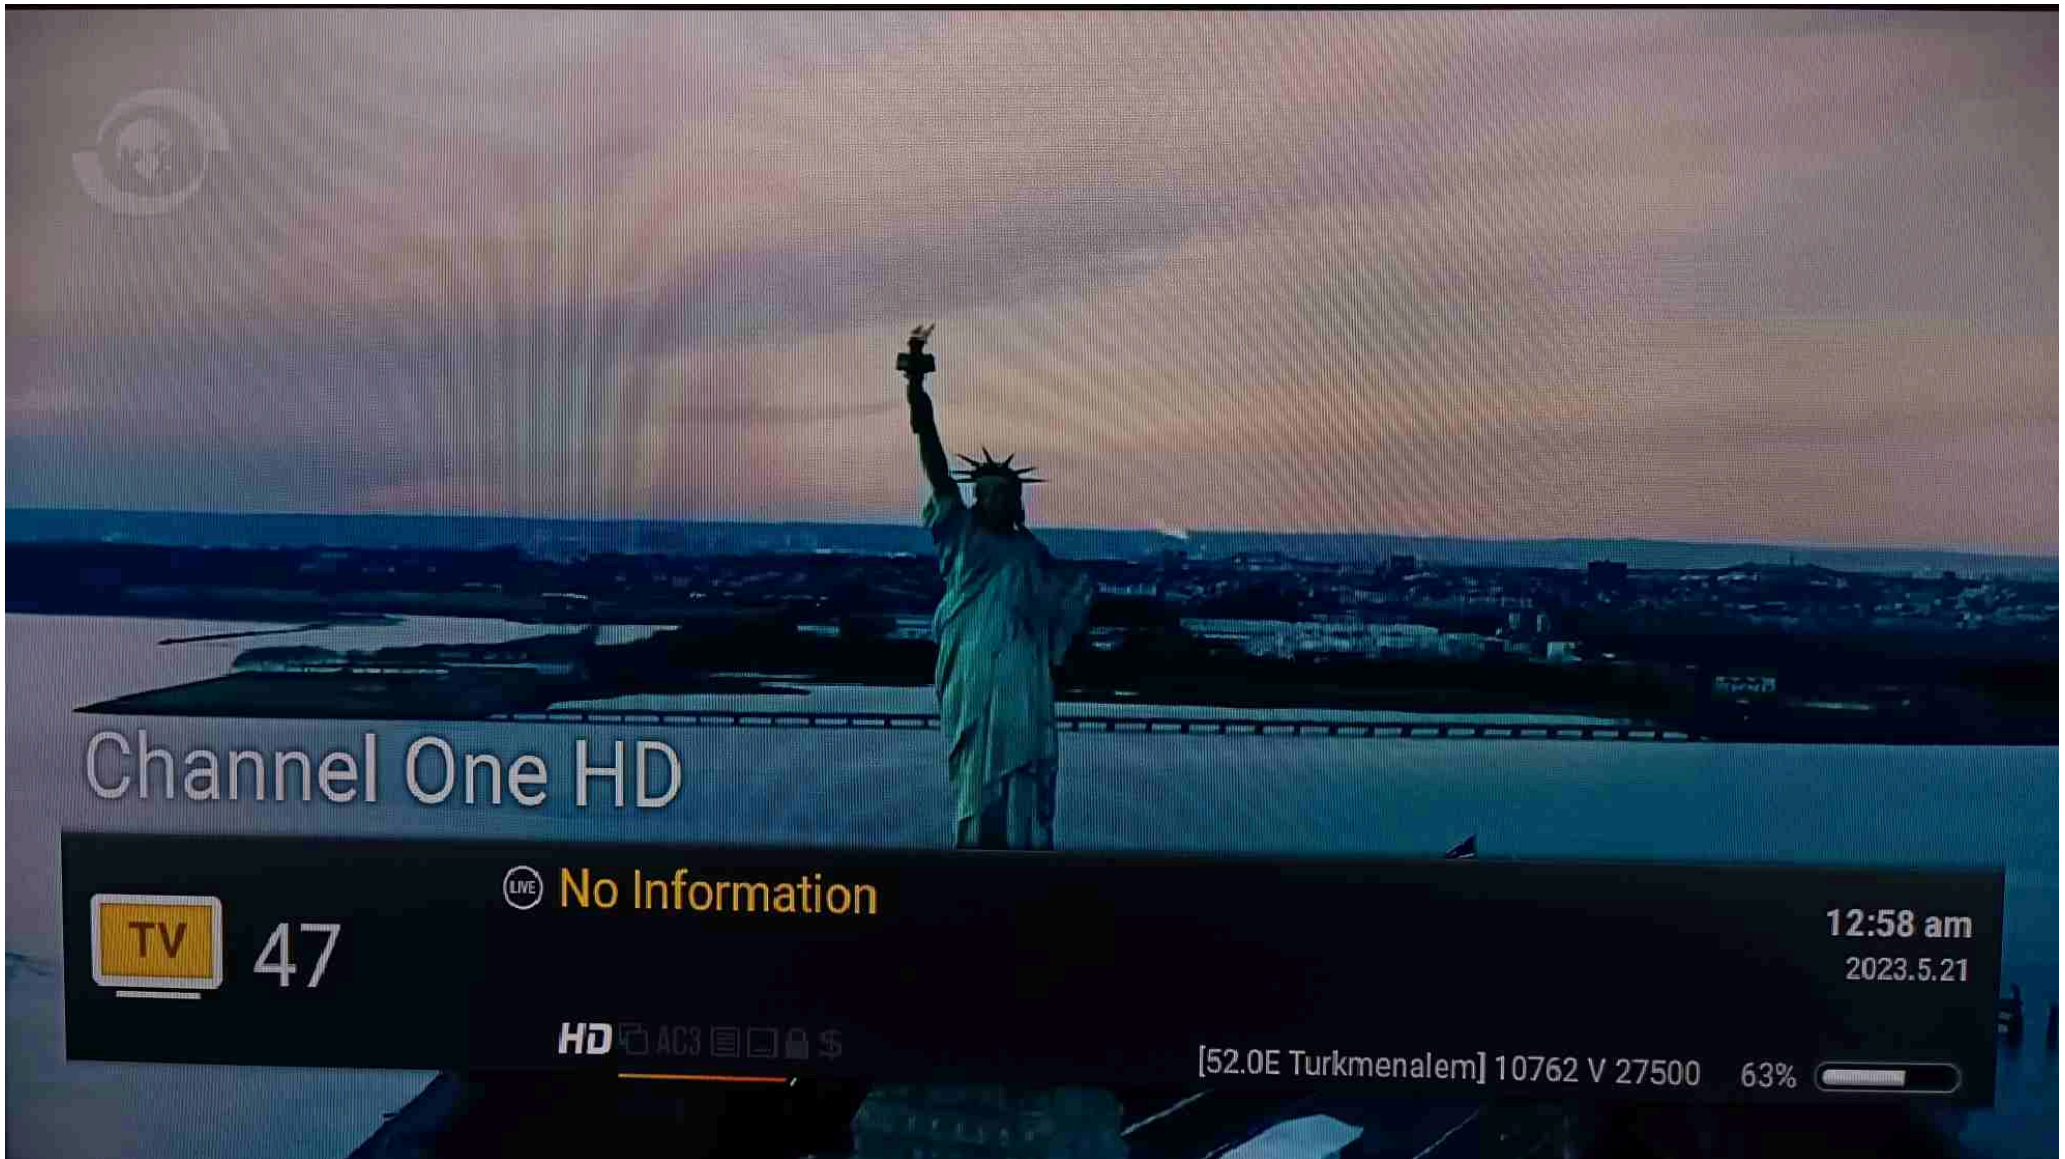 Channel One HD
LIVE No Information
TV 47
12:58 am
2023.5.21
HD AC3 $
[52.0E Turkmenalem] 10762 V 27500 63%